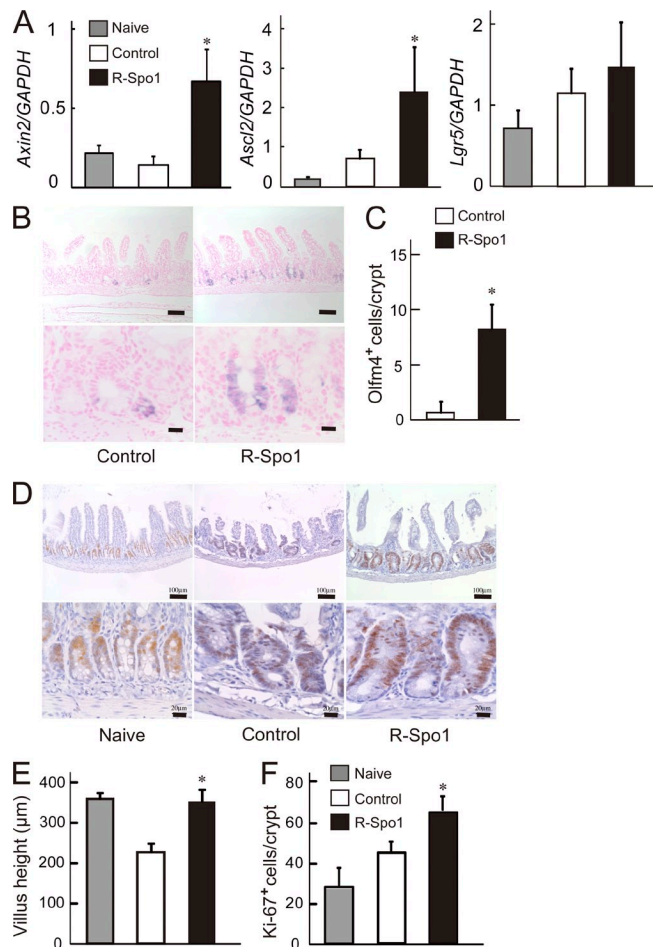 A
Naive
Control
R-Spo1
Axin2/GAPDH
1
0.5
0
*
Ascl2/GAPDH
4
3
2
1
0
*
Lgr5/GAPDH
2
1
0
B
Control
R-Spo1
C
Control
R-Spo1
Olfm4+ cells/crypt
15
10
5
0
*
D
100μm
100μm
100μm
20μm
20μm
20μm
Naive
Control
R-Spo1
E
Villus height (μm)
400
300
200
100
0
*
F
Naive
Control
R-Spo1
Ki-67+ cells/crypt
80
60
40
20
0
*